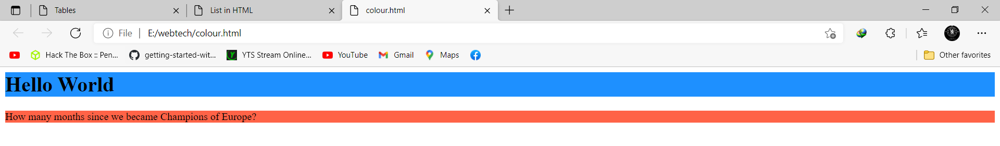 Tables
List in HTML
colour.html
File
E:/webtech/colour.html
Hack The Box :: Pen...
getting-started-wit...
YTS Stream Online...
YouTube
Gmail
Maps
Other favorites
Hello World
How many months since we became Champions of Europe?